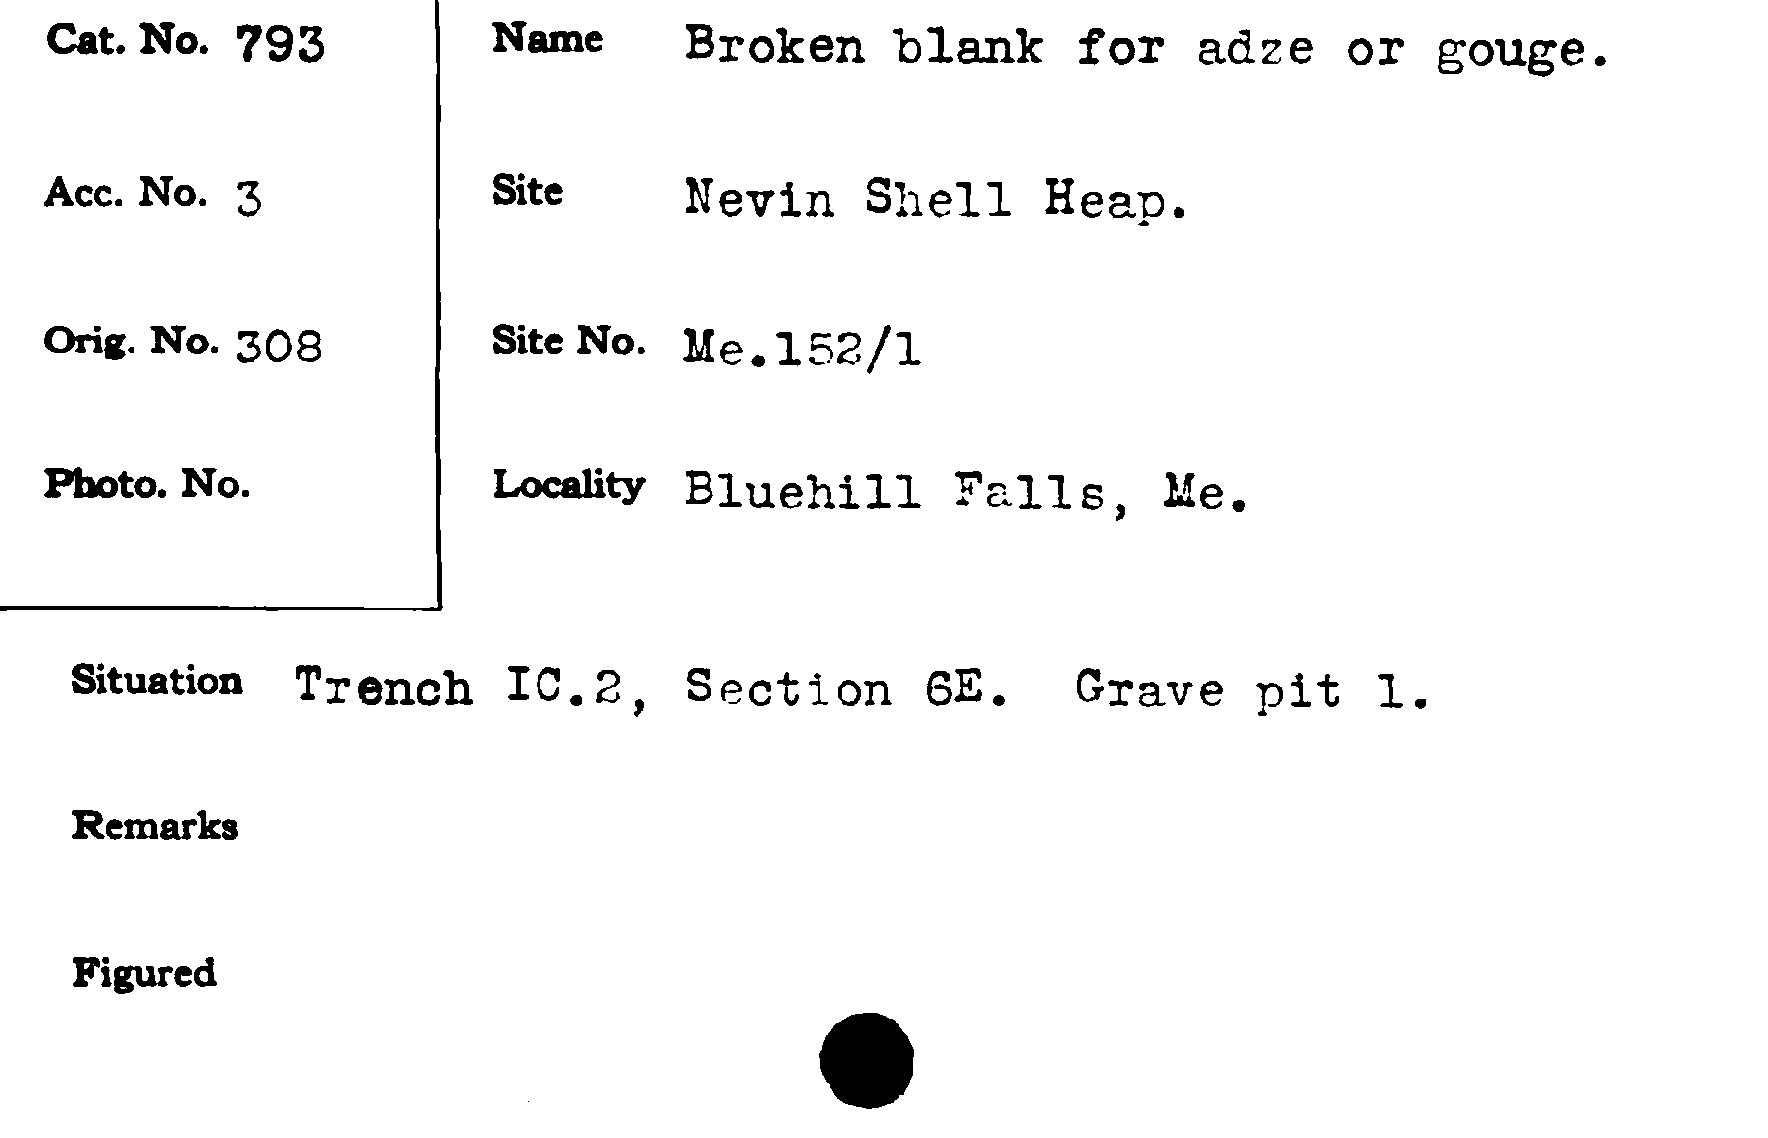 Cat. No. 793
Name Broken blank for adze or gouge.
Acc. No. 3
Site Nevin Shell Heap.
Orig. No. 308
Site No. Me.152/1
Photo. No.
Locality Bluehill Falls, Me.
Situation Trench IC.2, Section 6E. Grave pit 1.
Remarks
Figured